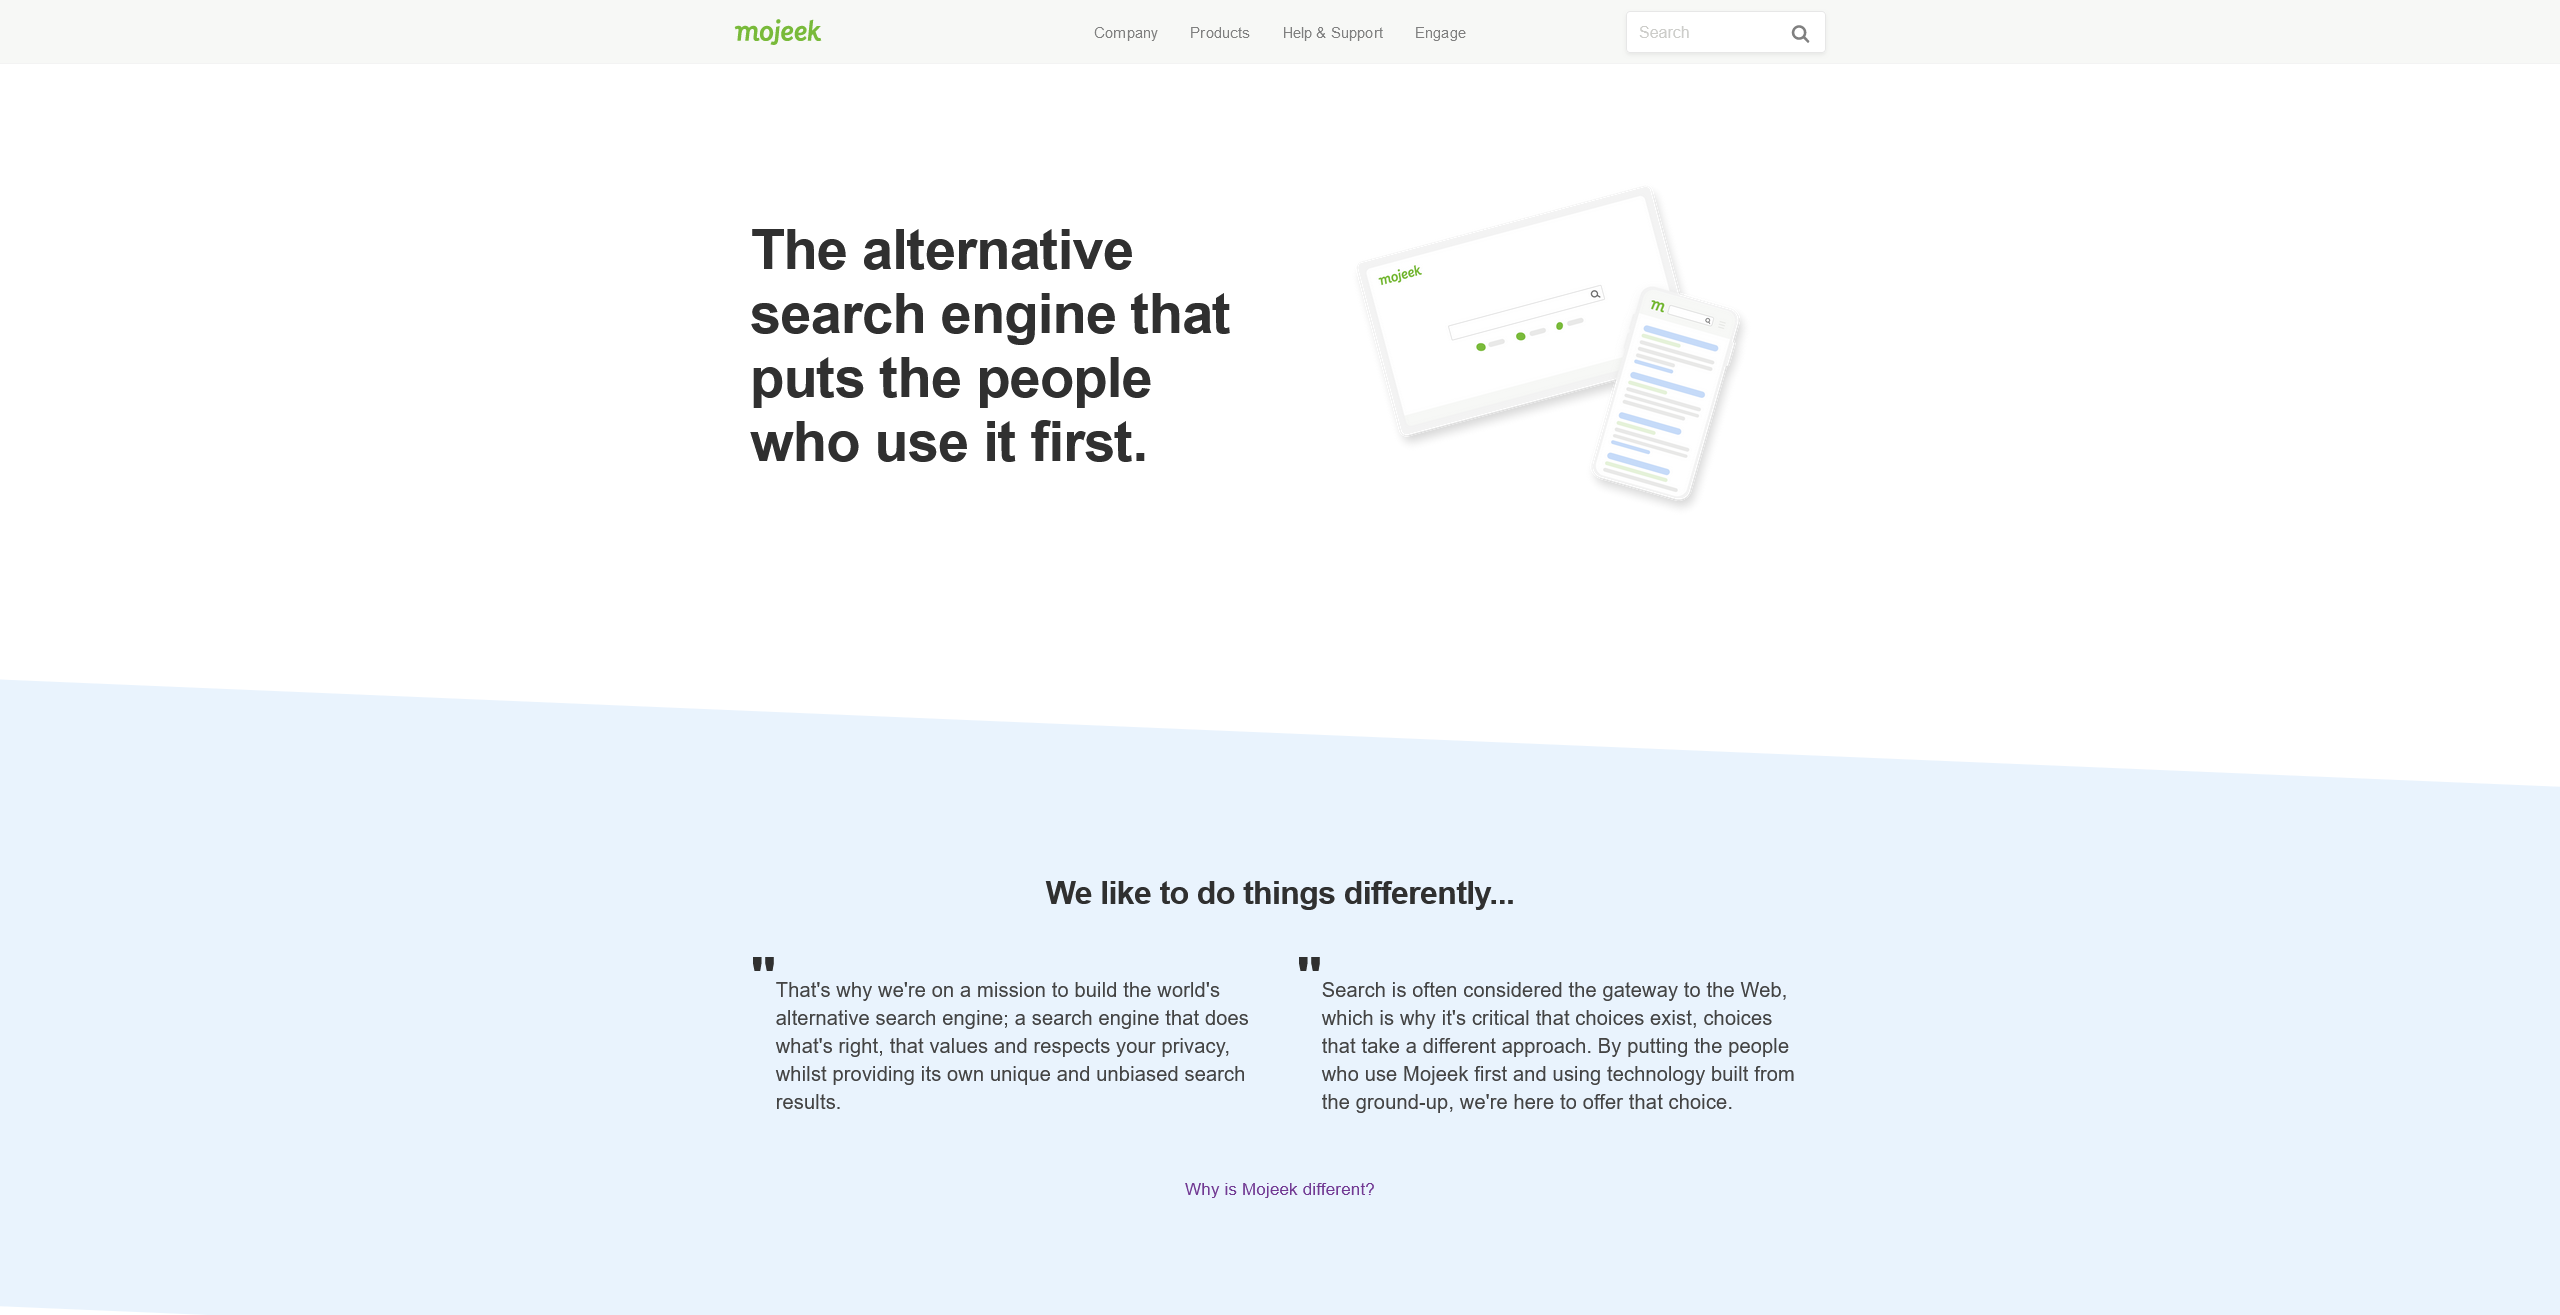 mojeek
Company
Products
Help & Support
Engage
Search
The alternative
search engine that
puts the people
who use it first.
mojeek
m
We like to do things differently...
"
That's why we're on a mission to build the world's
alternative search engine; a search engine that does
what's right, that values and respects your privacy,
whilst providing its own unique and unbiased search
results.
"
Search is often considered the gateway to the Web,
which is why it's critical that choices exist, choices
that take a different approach. By putting the people
who use Mojeek first and using technology built from
the ground-up, we're here to offer that choice.
Why is Mojeek different?